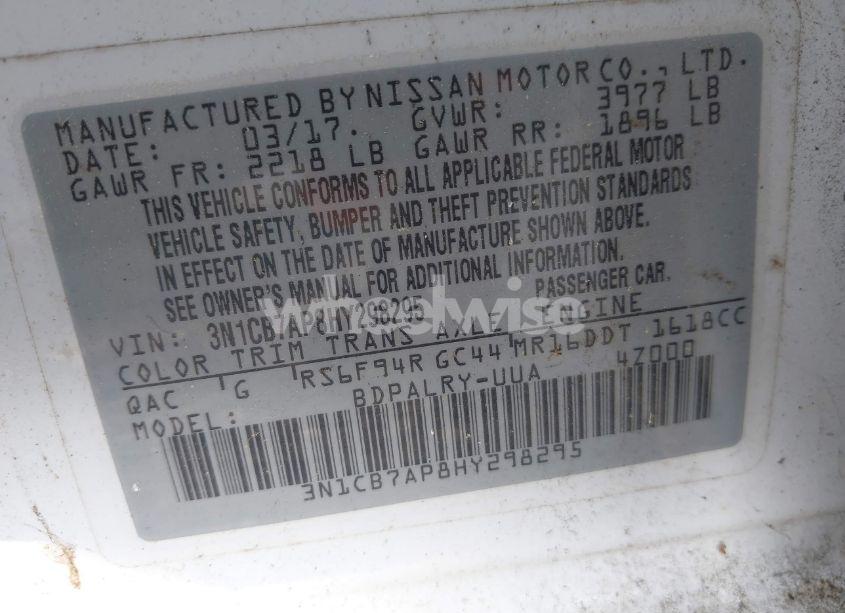 MANUFACTURED BY NISSAN MOTOR CO., LTD.
DATE: 03/17. GVWR: 3977 LB
GAWR FR: 2218 LB GAWR RR: 1896 LB
THIS VEHICLE CONFORMS TO ALL APPLICABLE FEDERAL MOTOR
VEHICLE SAFETY, BUMPER AND THEFT PREVENTION STANDARDS
IN EFFECT ON THE DATE OF MANUFACTURE SHOWN ABOVE.
SEE OWNER'S MANUAL FOR ADDITIONAL INFORMATION.
VIN: 3N1CB7AP8HY298295 PASSENGER CAR.
COLOR TRIM TRANS AXLE ENGINE
QAC G RS6F94R GC44 MR16DDT 1618CC
MODEL: BDPALRY-UUA 4Z000
3N1CB7AP8HY298295
wheelwise